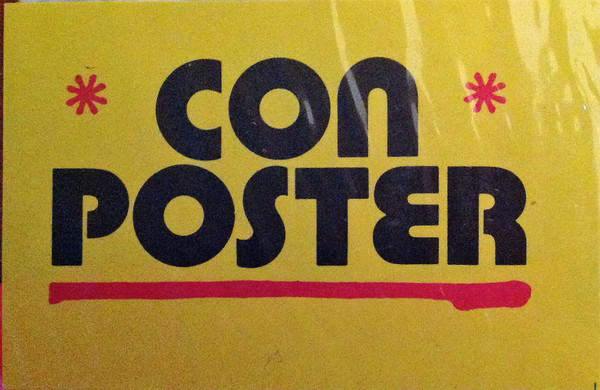 * CON *
POSTER